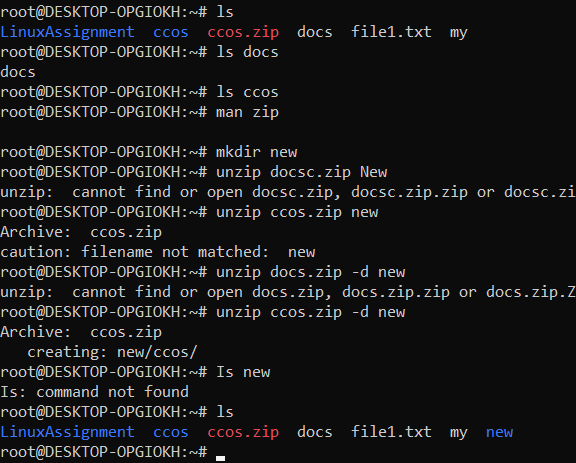 root@DESKTOP-OPGIOKH:~# ls
LinuxAssignment  ccos  ccos.zip  docs  file1.txt  my
root@DESKTOP-OPGIOKH:~# ls docs
docs
root@DESKTOP-OPGIOKH:~# ls ccos
root@DESKTOP-OPGIOKH:~# man zip

root@DESKTOP-OPGIOKH:~# mkdir new
root@DESKTOP-OPGIOKH:~# unzip docsc.zip New
unzip:  cannot find or open docsc.zip, docsc.zip.zip or docsc.zi
root@DESKTOP-OPGIOKH:~# unzip ccos.zip new
Archive:  ccos.zip
caution: filename not matched:  new
root@DESKTOP-OPGIOKH:~# unzip docs.zip -d new
unzip:  cannot find or open docs.zip, docs.zip.zip or docs.zip.Z
root@DESKTOP-OPGIOKH:~# unzip ccos.zip -d new
Archive:  ccos.zip
   creating: new/ccos/
root@DESKTOP-OPGIOKH:~# Is new
Is: command not found
root@DESKTOP-OPGIOKH:~# ls
LinuxAssignment  ccos  ccos.zip  docs  file1.txt  my  new
root@DESKTOP-OPGIOKH:~#